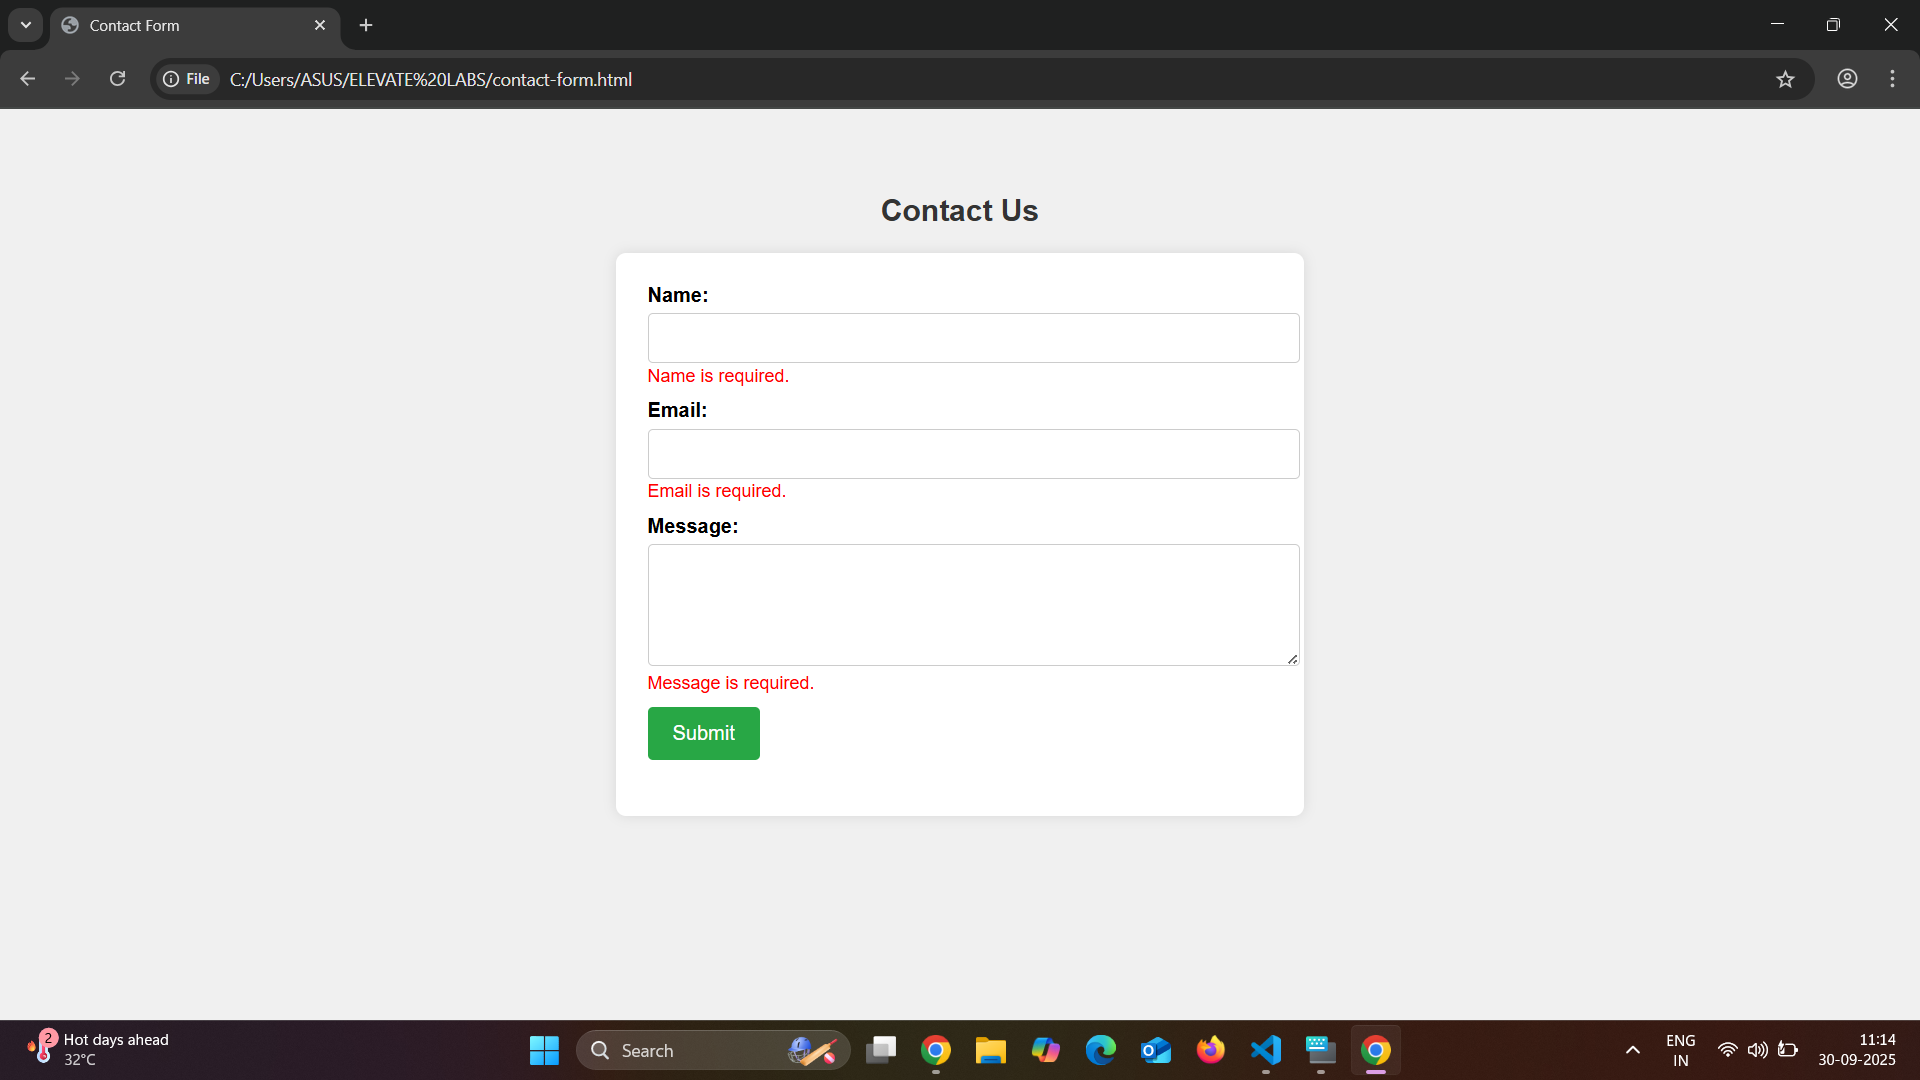 Contact Form
File
C:/Users/ASUS/ELEVATE%20LABS/contact-form.html
Contact Us
Name:
Name is required.
Email:
Email is required.
Message:
Message is required.
Submit
2
Hot days ahead
32°C
Search
ENG
IN
11:14
30-09-2025